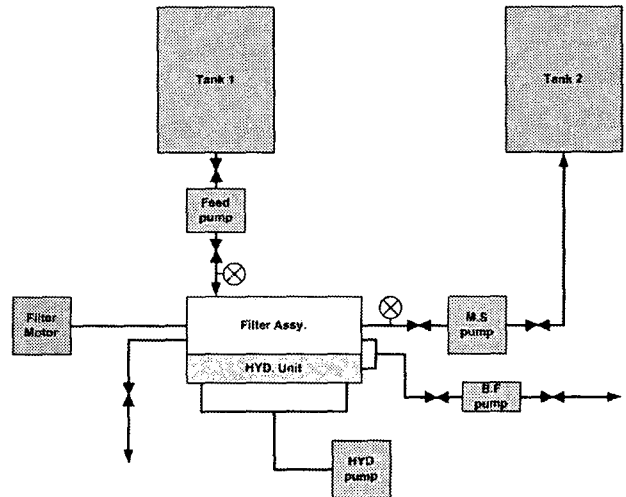 Tank 1
Tank 2
Feed
pump
Filter
Motor
Filter Assy.
M.S
pump
HYD. Unit
B.F
pump
HYD
pump